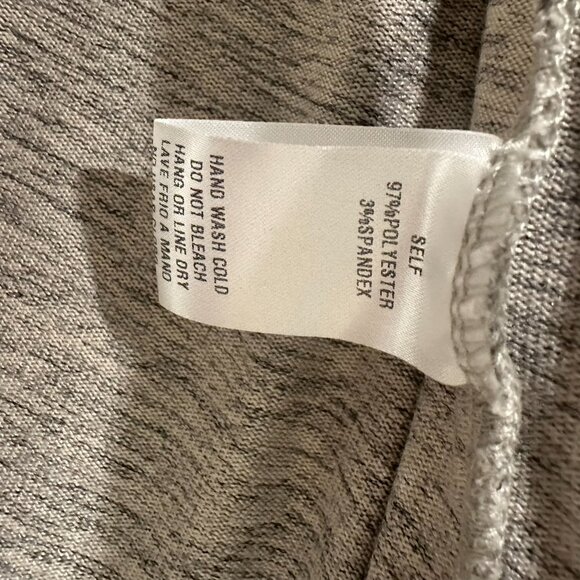 SELF
97%POLYESTER
3%SPANDEX
HAND WASH COLD
DO NOT BLEACH
HANG OR LINE DRY
LAVE FRIO A MANO